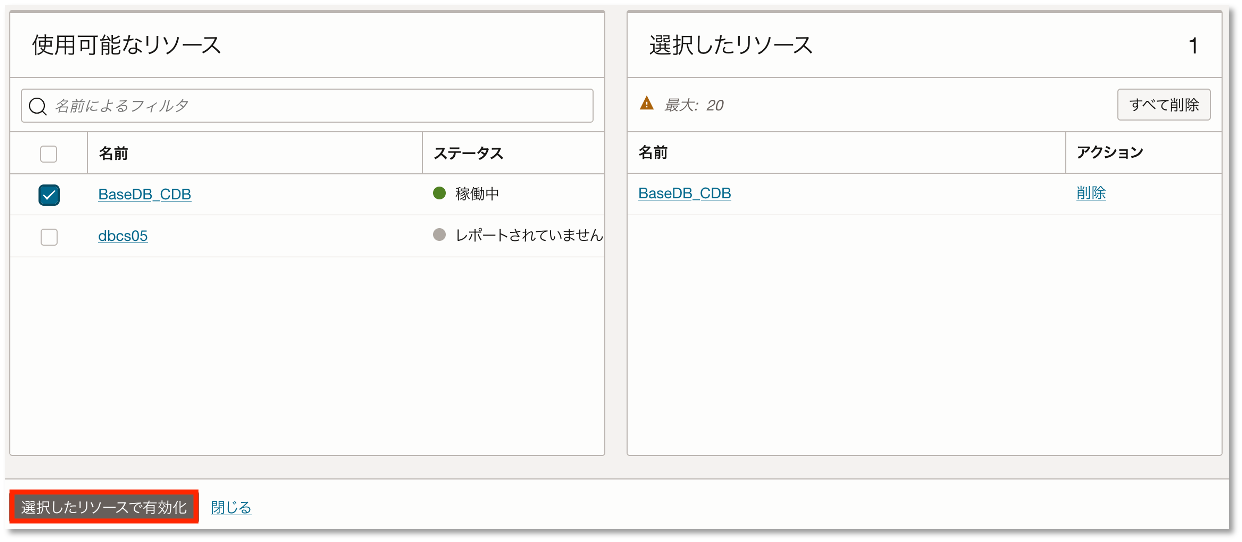 使用可能なリソース
名前によるフィルタ
名前 ステータス
BaseDB_CDB 稼働中
dbcs05 レポートされていません
選択したリソース 1
最大: 20 すべて削除
名前 アクション
BaseDB_CDB 削除
選択したリソースで有効化 閉じる